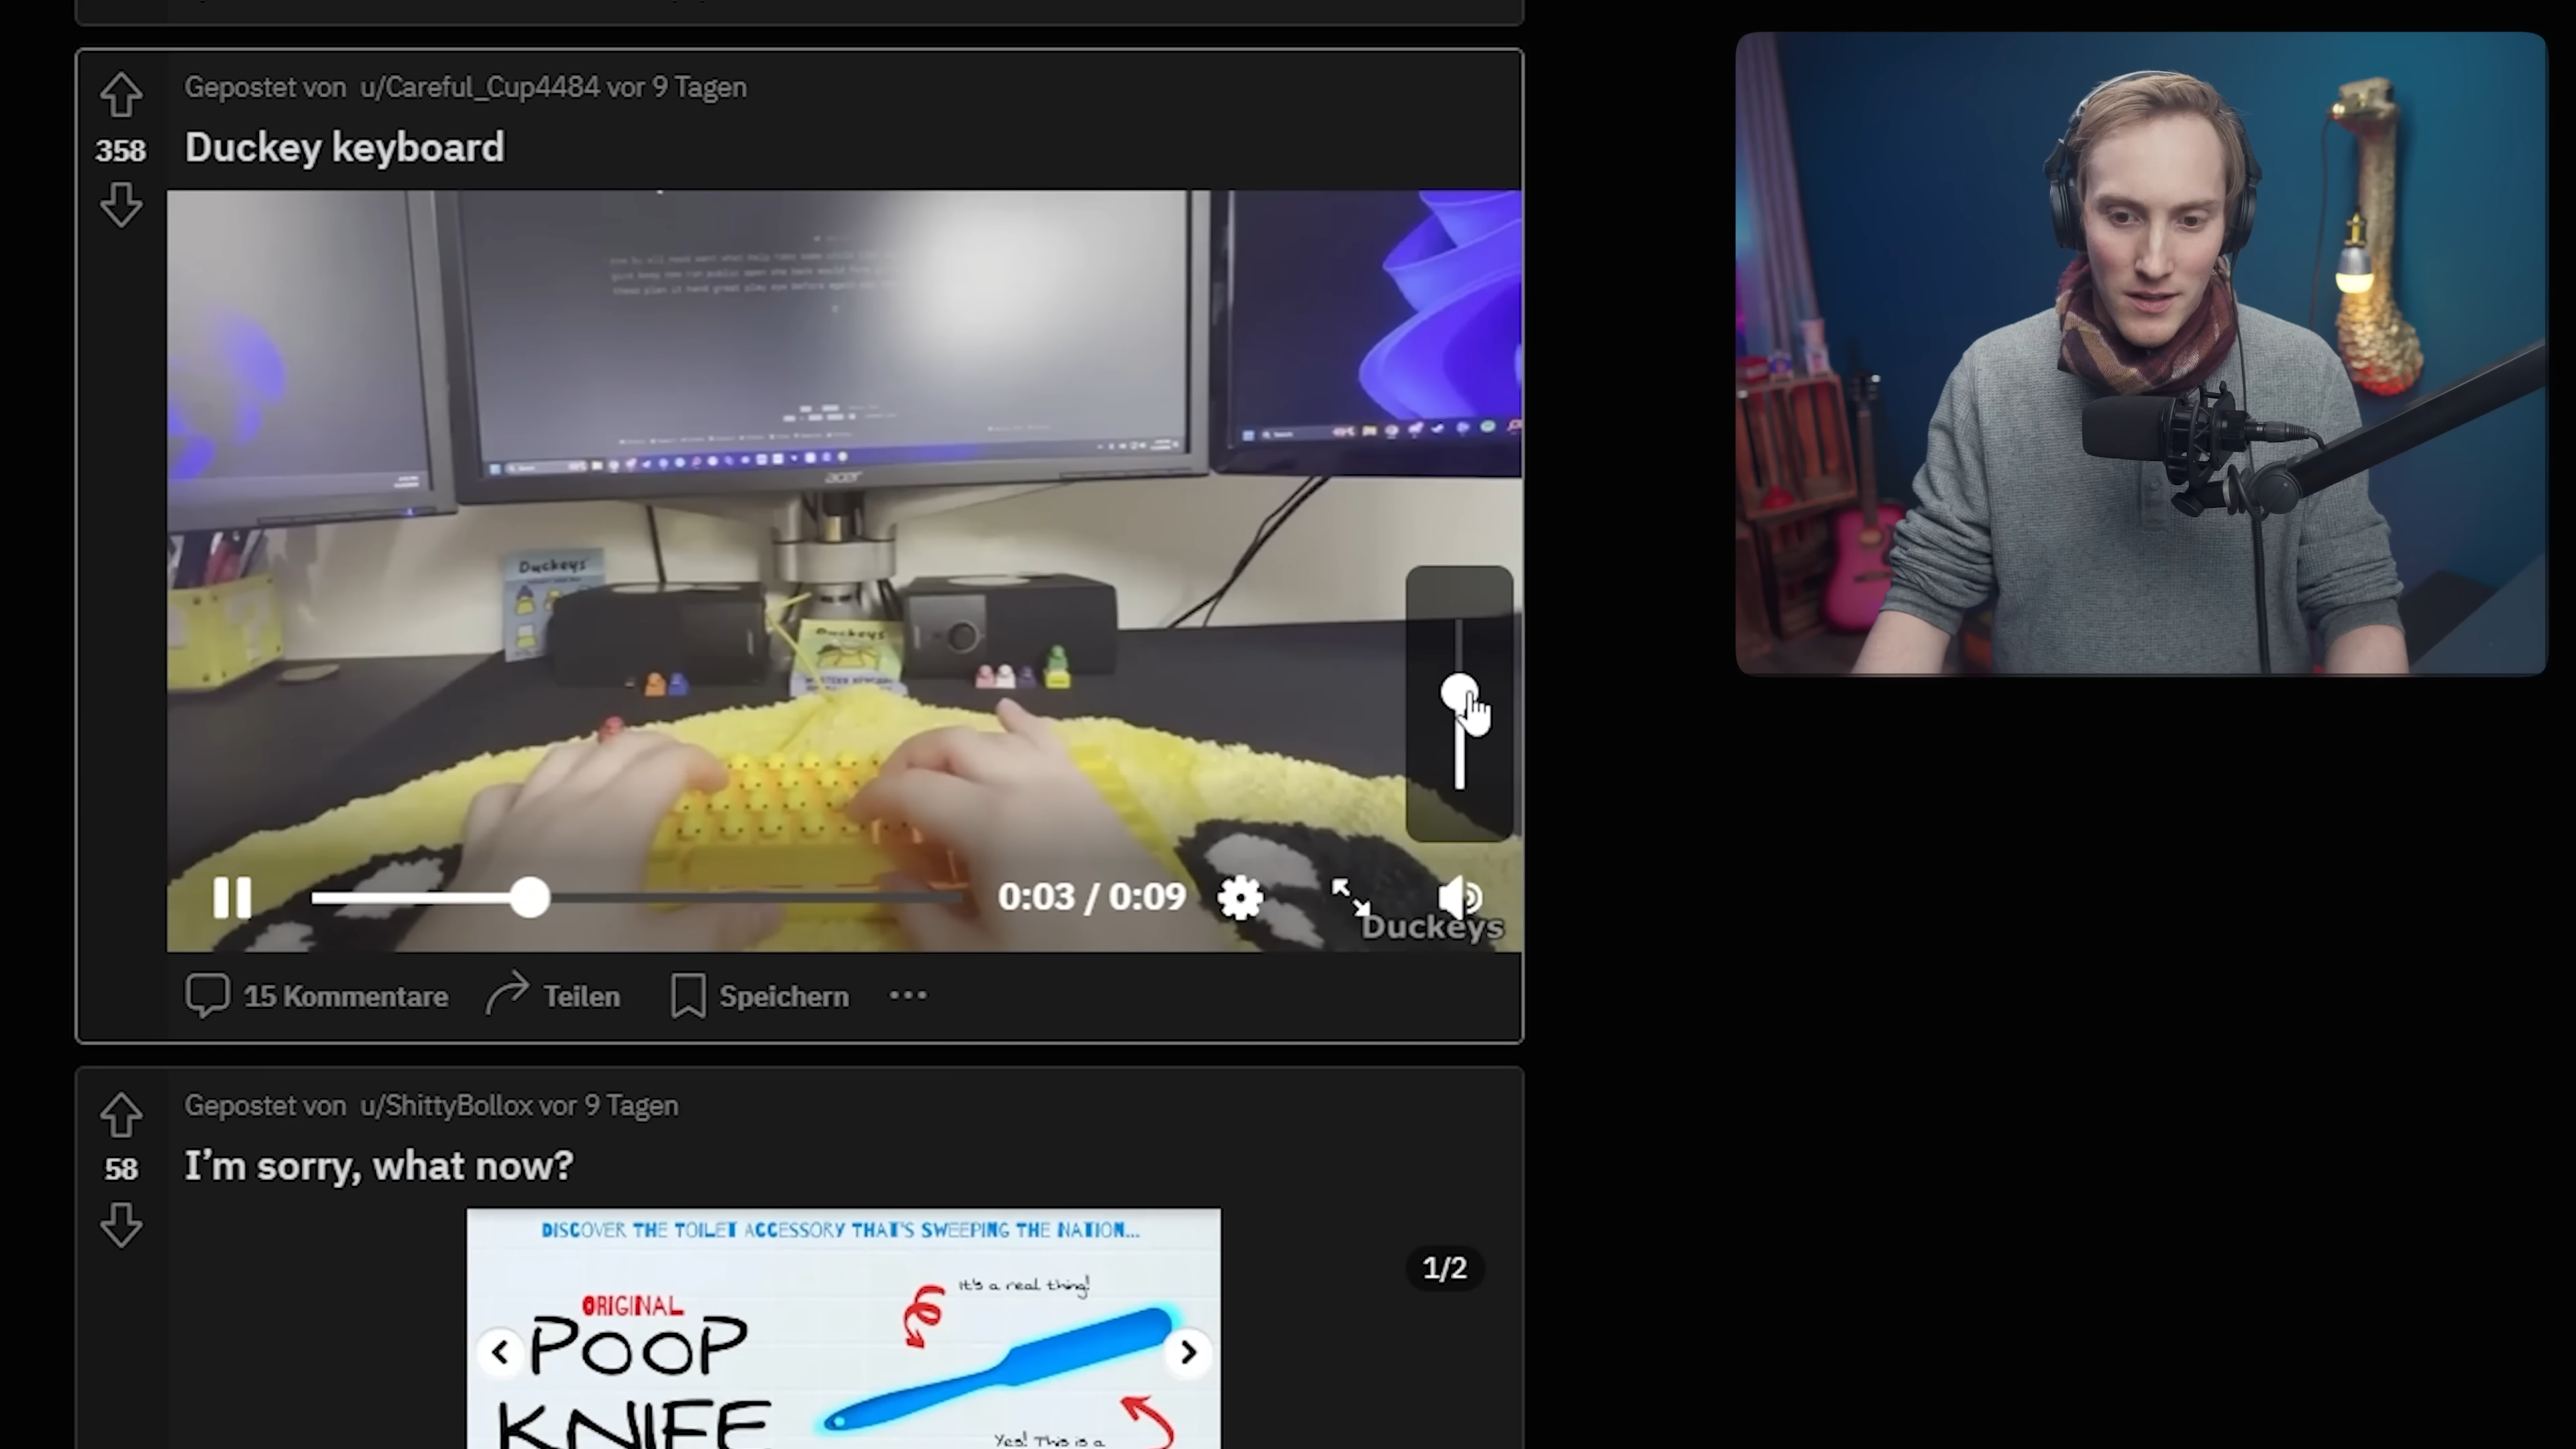 Gepostet von u/Careful_Cup4484 vor 9 Tagen
358
Duckey keyboard
acer
Duckeys
Duckeys
0:03 / 0:09
Duckeys
15 Kommentare
Teilen
Speichern
Gepostet von u/ShittyBollox vor 9 Tagen
58
I'm sorry, what now?
DISCOVER THE TOILET ACCESSORY THAT'S SWEEPING THE NATION...
1/2
It's a real thing!
ORIGINAL
POOP
KNIFE
Yes! This is a